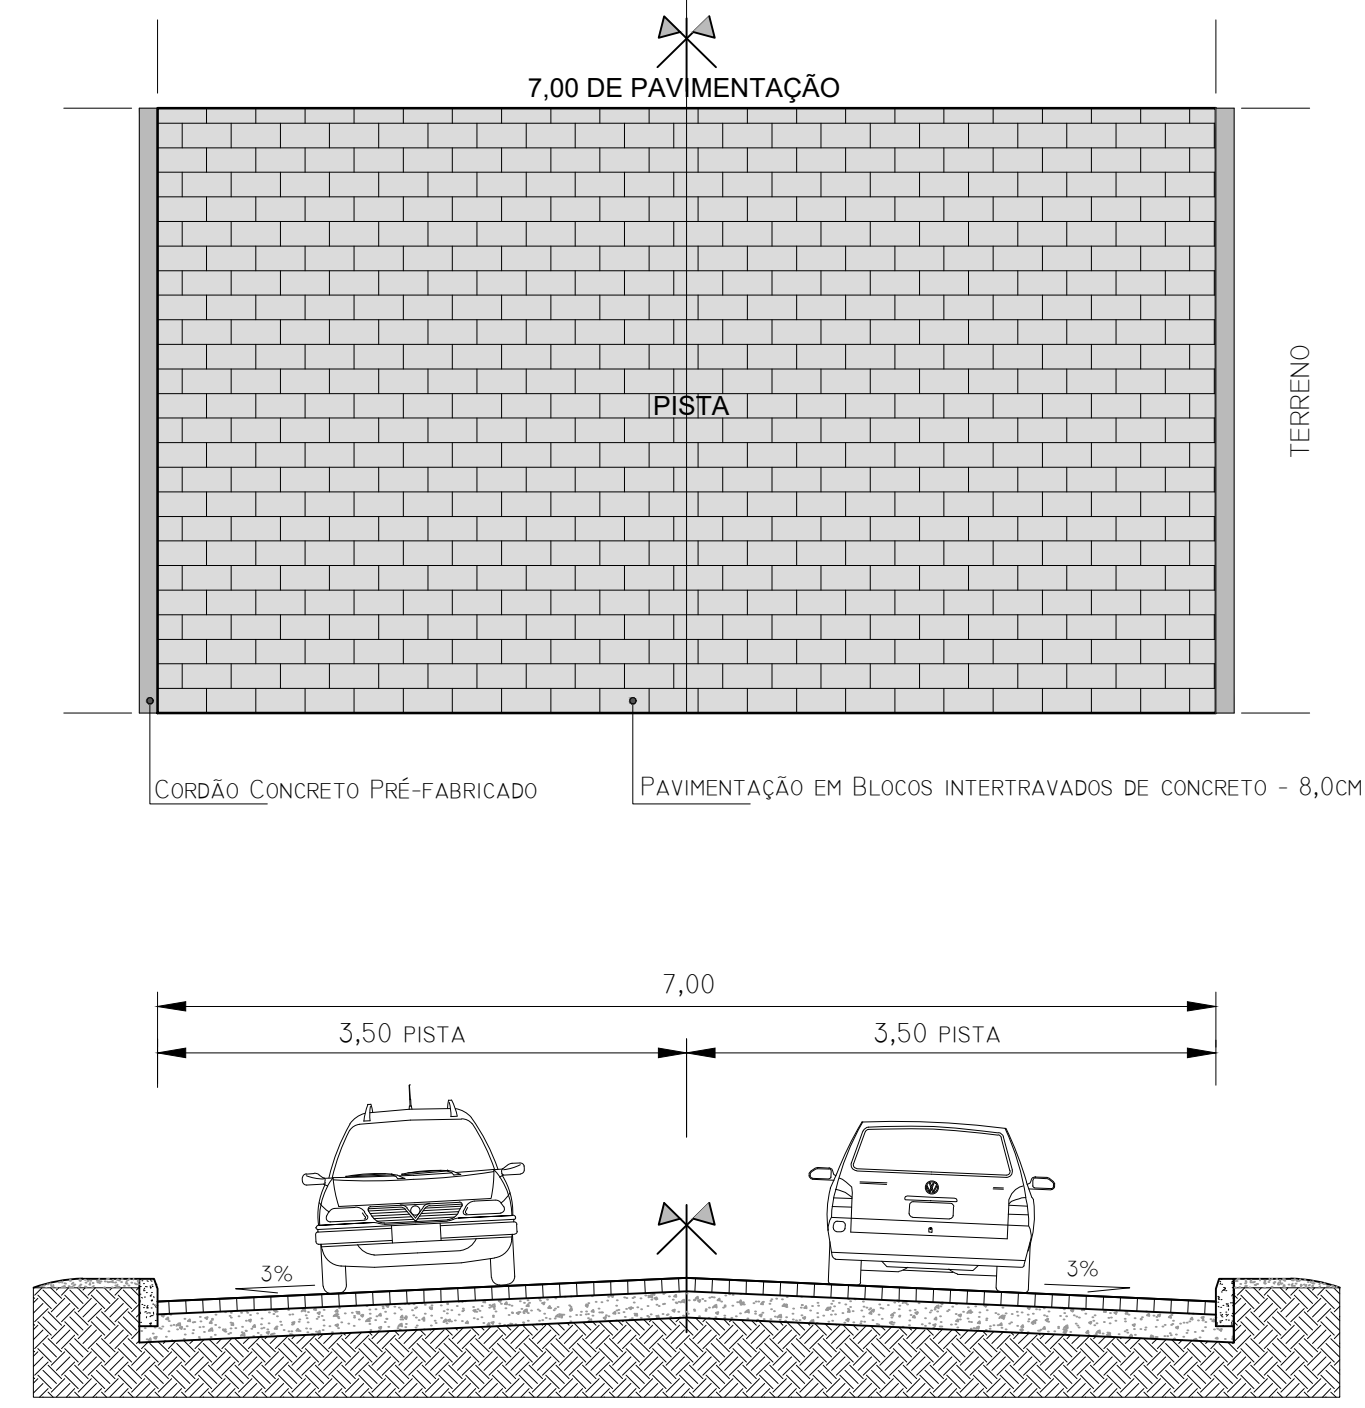 7,00 DE PAVIMENTAÇÃO
TERRENO
PISTA
CORDÃO CONCRETO PRÉ-FABRICADO
PAVIMENTAÇÃO EM BLOCOS INTERTRAVADOS DE CONCRETO - 8,0CM
7,00
3,50 PISTA
3,50 PISTA
3%
3%